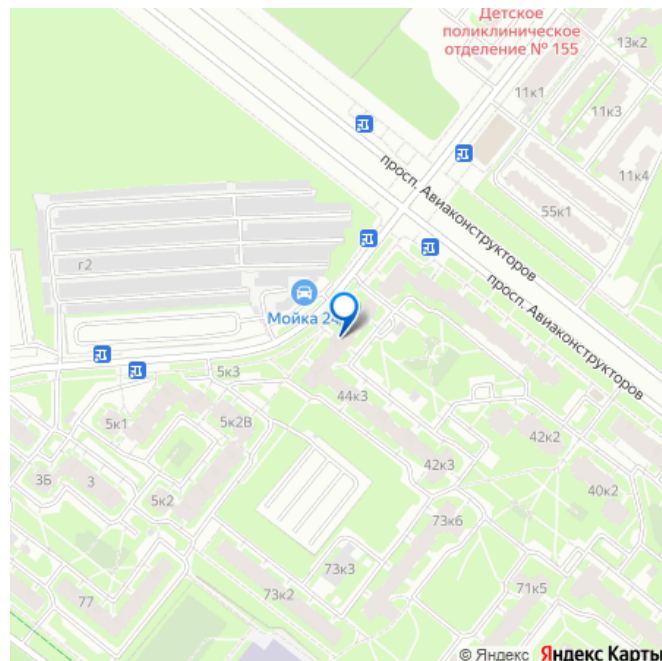 Детское
поликлиническое
отделение № 155
13к2
11к1
11к3
11к4
просп. Авиаконструкторов
55к1
г2
просп. Авиаконструкторов
Мойка 24
5к3
44к3
5к1
5к2В
42к2
42к3
3Б
3
5к2
40к2
73к6
73к3
71к5
77
73к2
© Яндекс Яндекс Карты